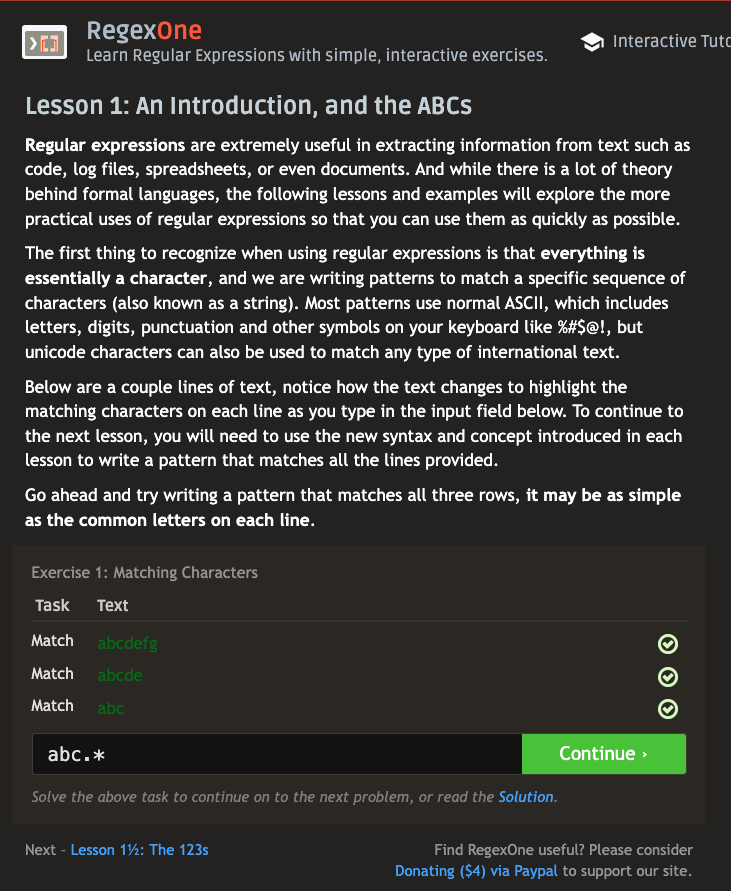 RegexOne
Learn Regular Expressions with simple, interactive exercises.
Interactive Tuto
Lesson 1: An Introduction, and the ABCs
Regular expressions are extremely useful in extracting information from text such as
code, log files, spreadsheets, or even documents. And while there is a lot of theory
behind formal languages, the following lessons and examples will explore the more
practical uses of regular expressions so that you can use them as quickly as possible.
The first thing to recognize when using regular expressions is that everything is
essentially a character, and we are writing patterns to match a specific sequence of
characters (also known as a string). Most patterns use normal ASCII, which includes
letters, digits, punctuation and other symbols on your keyboard like %#$@!, but
unicode characters can also be used to match any type of international text.
Below are a couple lines of text, notice how the text changes to highlight the
matching characters on each line as you type in the input field below. To continue to
the next lesson, you will need to use the new syntax and concept introduced in each
lesson to write a pattern that matches all the lines provided.
Go ahead and try writing a pattern that matches all three rows, it may be as simple
as the common letters on each line.
Exercise 1: Matching Characters
Task Text
Match abcdefg
Match abcde
Match abc
abc.* Continue ›
Solve the above task to continue on to the next problem, or read the Solution.
Next – Lesson 1½: The 123s
Find RegexOne useful? Please consider
Donating ($4) via Paypal to support our site.